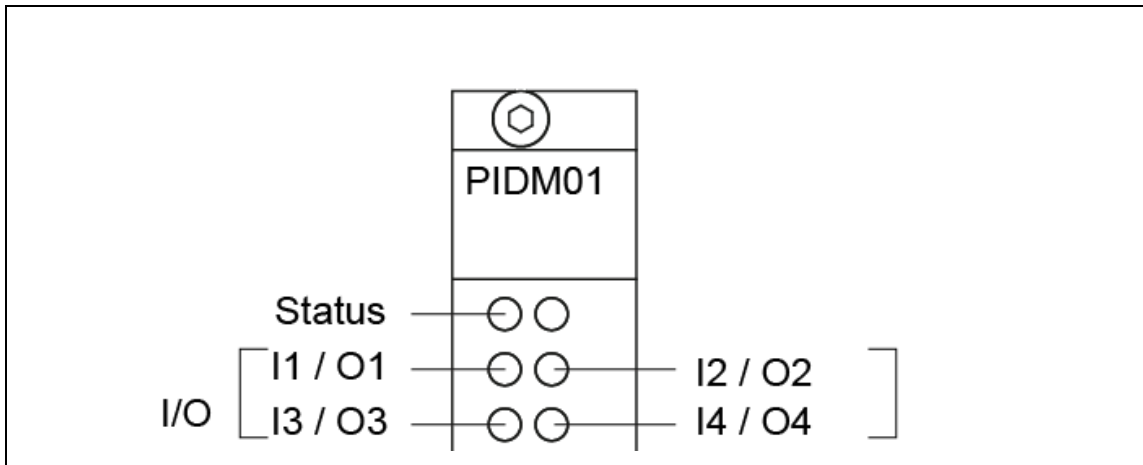 PIDM01
Status
I1 / O1 I2 / O2
I/O
I3 / O3 I4 / O4